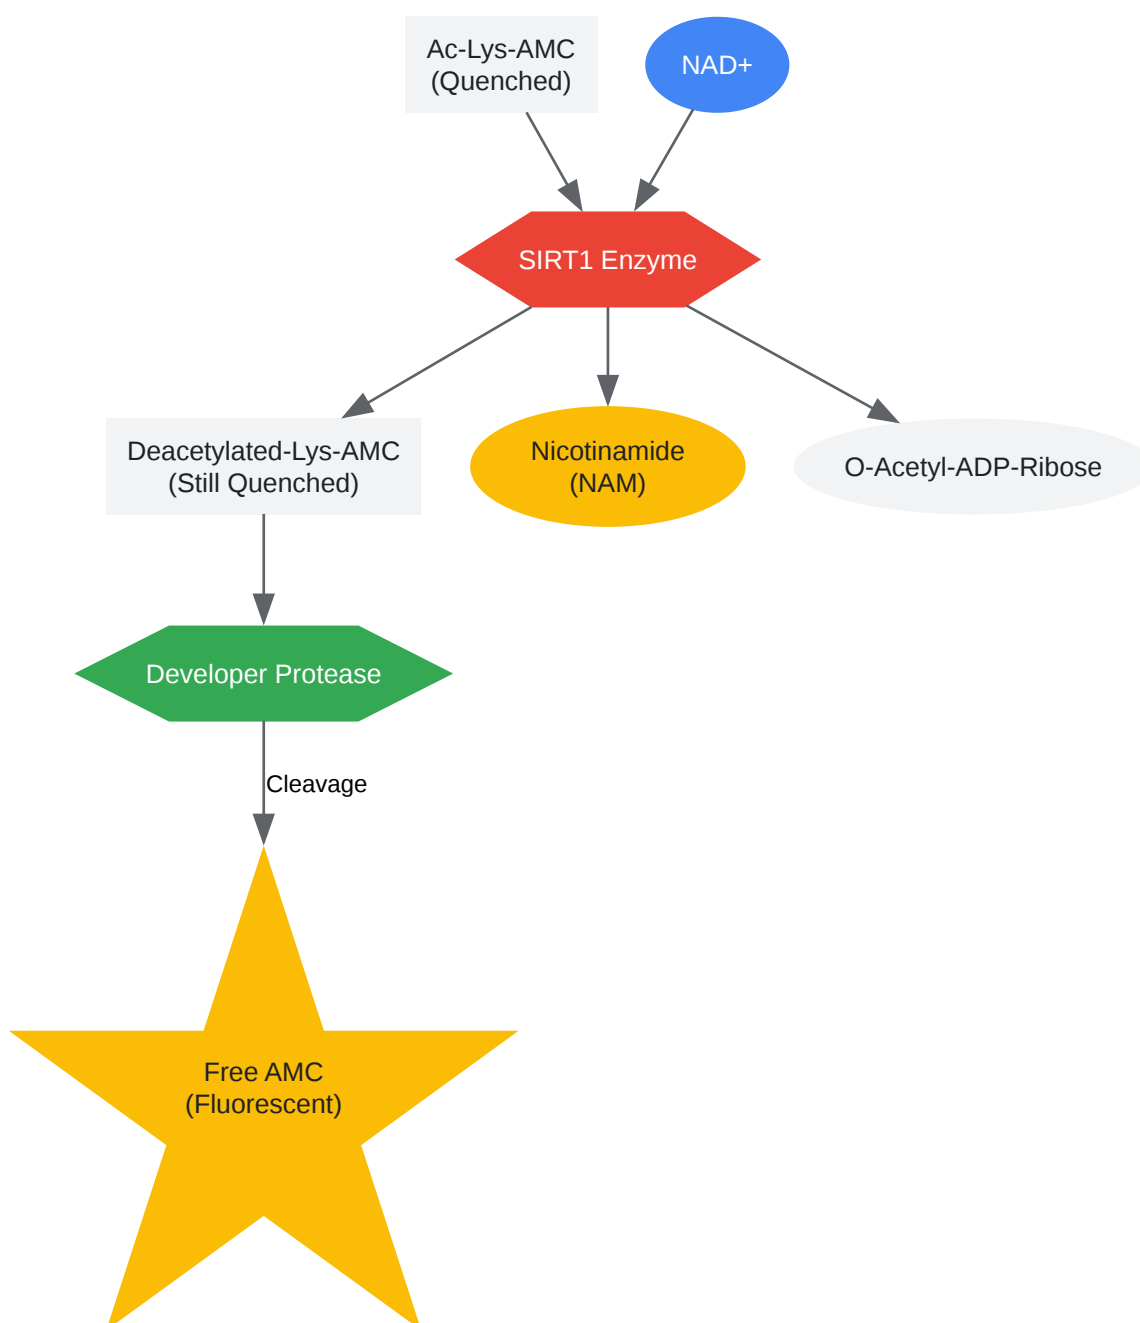 Ac-Lys-AMC
(Quenched)
NAD+
SIRT1 Enzyme
Deacetylated-Lys-AMC
(Still Quenched)
Nicotinamide
(NAM)
O-Acetyl-ADP-Ribose
Developer Protease
Cleavage
Free AMC
(Fluorescent)